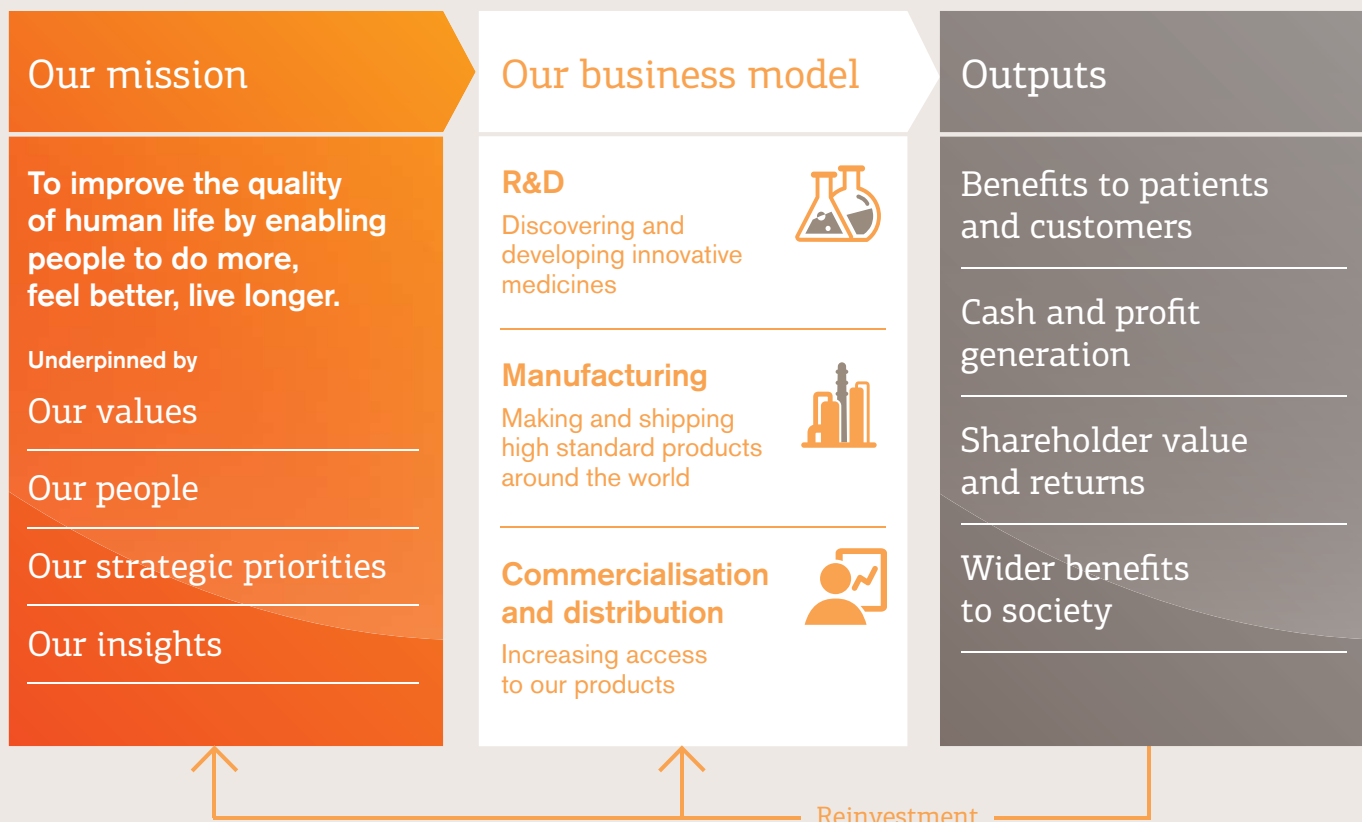 Our mission
To improve the quality
of human life by enabling
people to do more,
feel better, live longer.
Underpinned by
Our values
Our people
Our strategic priorities
Our insights
Our business model
R&D
Discovering and
developing innovative
medicines
Manufacturing
Making and shipping
high standard products
around the world
Commercialisation
and distribution
Increasing access
to our products
Outputs
Benefits to patients
and customers
Cash and profit
generation
Shareholder value
and returns
Wider benefits
to society
Reinvestment